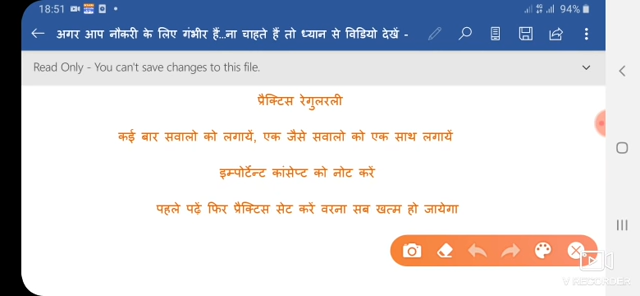 18:51 94%
अगर आप नौकरी के लिए गंभीर हैं...ना चाहते हैं तो ध्यान से विडियो देखें -
Read Only - You can't save changes to this file.
प्रैक्टिस रेगुलरली
कई बार सवालो को लगायें, एक जैसे सवालो को एक साथ लगायें
इम्पोर्टेन्ट कांसेप्ट को नोट करें
पहले पढ़ें फिर प्रैक्टिस सेट करें वरना सब खत्म हो जायेगा
V RECORDER